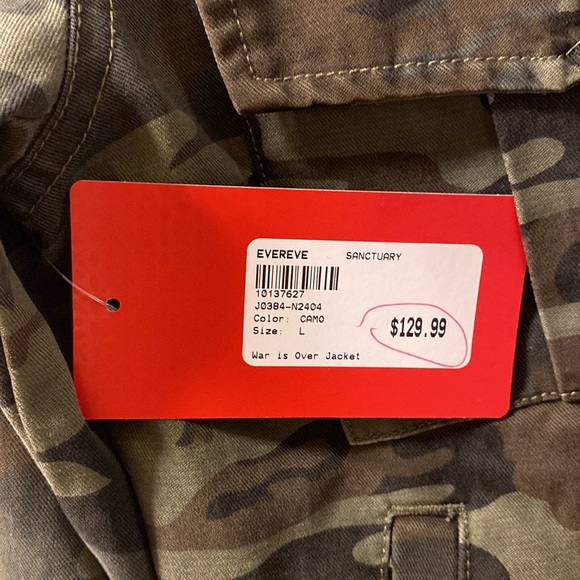 EVEREVE SANCTUARY
10137627
J0384-N2404
Color: CAMO
Size: L
$129.99
War is Over Jacket